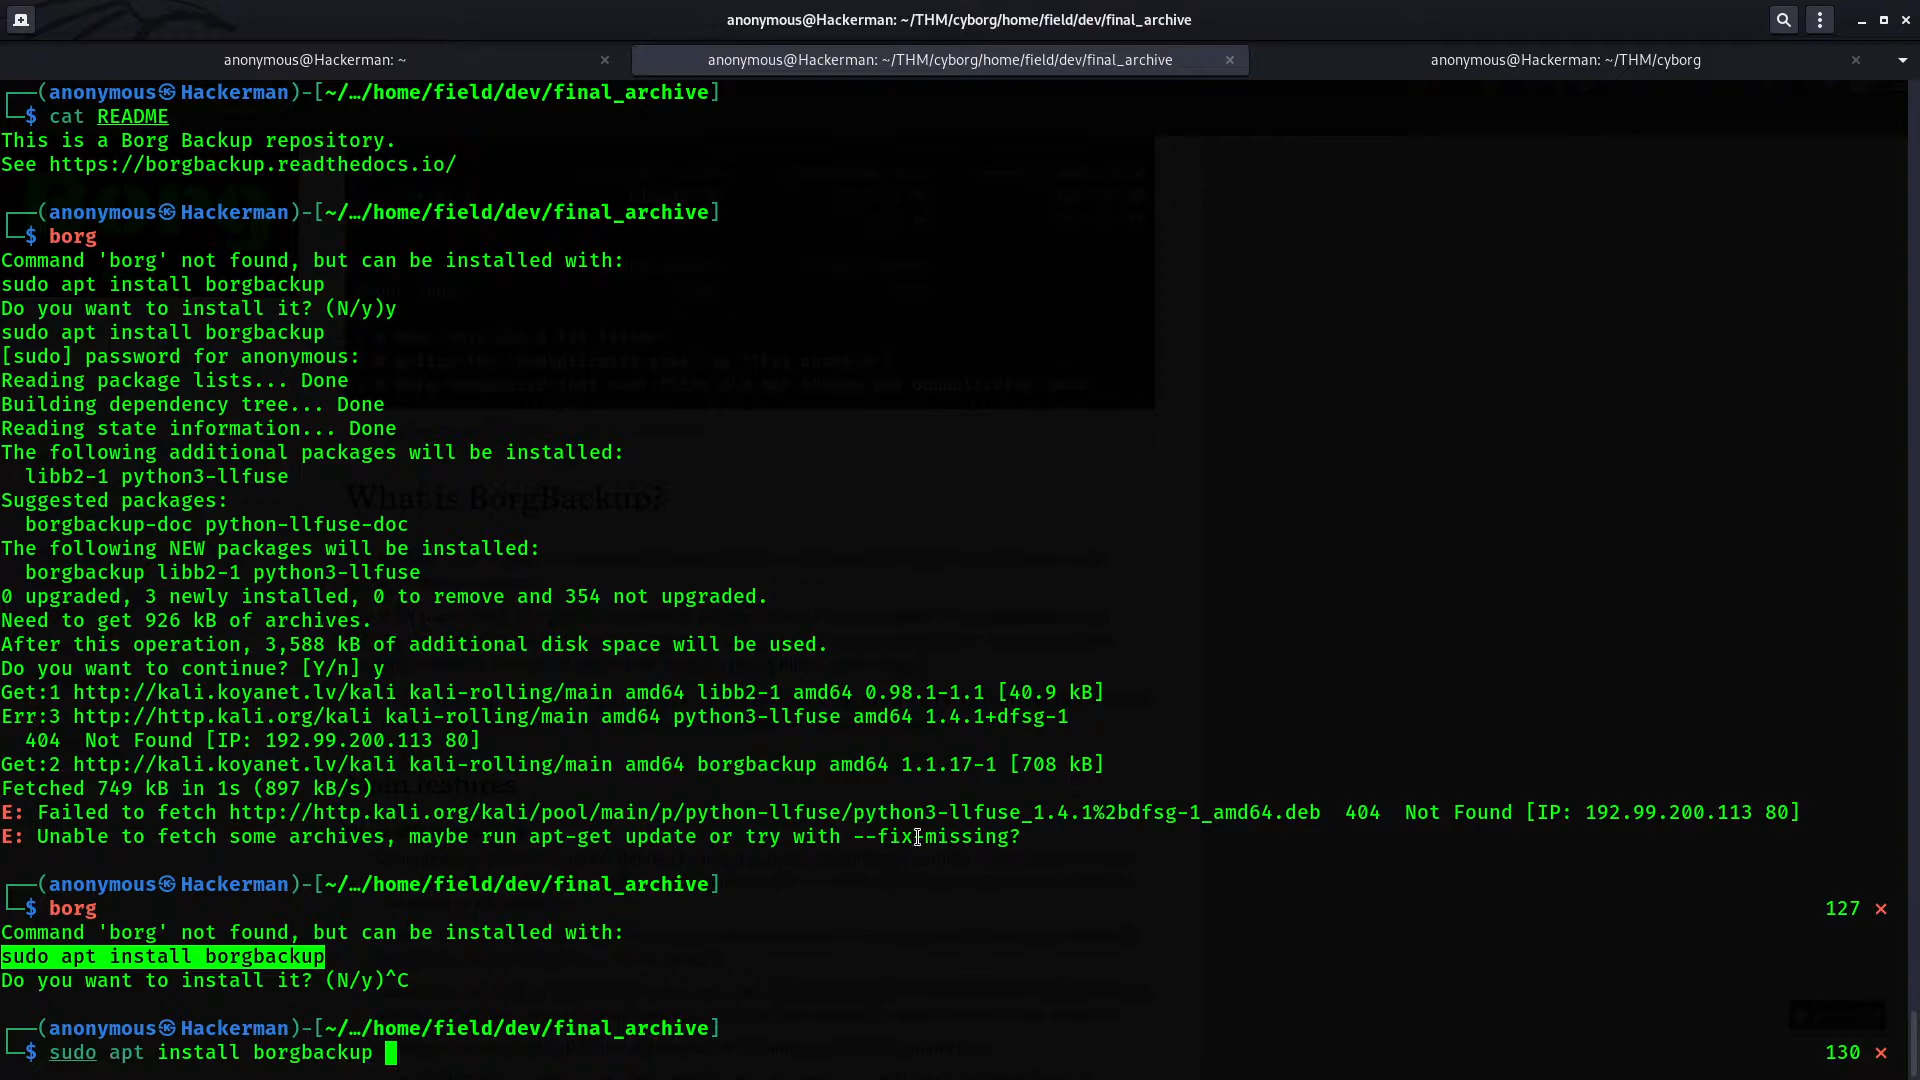 anonymous@Hackerman: ~/THM/cyborg/home/field/dev/final_archive
anonymous@Hackerman: ~
anonymous@Hackerman: ~/THM/cyborg/home/field/dev/final_archive
anonymous@Hackerman: ~/THM/cyborg
┌──(anonymous㉿Hackerman)-[~/…/home/field/dev/final_archive]
└─$ cat README
This is a Borg Backup repository.
See https://borgbackup.readthedocs.io/
┌──(anonymous㉿Hackerman)-[~/…/home/field/dev/final_archive]
└─$ borg
Command 'borg' not found, but can be installed with:
sudo apt install borgbackup
Do you want to install it? (N/y)y
sudo apt install borgbackup
[sudo] password for anonymous:
Reading package lists... Done
Building dependency tree... Done
Reading state information... Done
The following additional packages will be installed:
libb2-1 python3-llfuse
What is BorgBackup?
Suggested packages:
borgbackup-doc python-llfuse-doc
The following NEW packages will be installed:
borgbackup libb2-1 python3-llfuse
0 upgraded, 3 newly installed, 0 to remove and 354 not upgraded.
Need to get 926 kB of archives.
After this operation, 3,588 kB of additional disk space will be used.
Do you want to continue? [Y/n] y
Get:1 http://kali.koyanet.lv/kali kali-rolling/main amd64 libb2-1 amd64 0.98.1-1.1 [40.9 kB]
Err:3 http://http.kali.org/kali kali-rolling/main amd64 python3-llfuse amd64 1.4.1+dfsg-1
404  Not Found [IP: 192.99.200.113 80]
Get:2 http://kali.koyanet.lv/kali kali-rolling/main amd64 borgbackup amd64 1.1.17-1 [708 kB]
Fetched 749 kB in 1s (897 kB/s)
E: Failed to fetch http://http.kali.org/kali/pool/main/p/python-llfuse/python3-llfuse_1.4.1%2bdfsg-1_amd64.deb  404  Not Found [IP: 192.99.200.113 80]
E: Unable to fetch some archives, maybe run apt-get update or try with --fix-missing?
┌──(anonymous㉿Hackerman)-[~/…/home/field/dev/final_archive]
└─$ borg 127 ⨯
Command 'borg' not found, but can be installed with:
sudo apt install borgbackup
Do you want to install it? (N/y)^C
┌──(anonymous㉿Hackerman)-[~/…/home/field/dev/final_archive]
└─$ sudo apt install borgbackup 130 ⨯